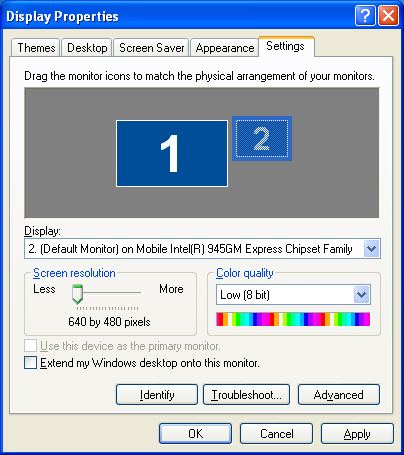 Display Properties
Themes Desktop Screen Saver Appearance Settings
Drag the monitor icons to match the physical arrangement of your monitors.
1 2
Display:
2. (Default Monitor) on Mobile Intel(R) 945GM Express Chipset Family
Screen resolution Color quality
Less More Low (8 bit)
640 by 480 pixels
Use this device as the primary monitor.
Extend my Windows desktop onto this monitor.
Identify Troubleshoot... Advanced
OK Cancel Apply